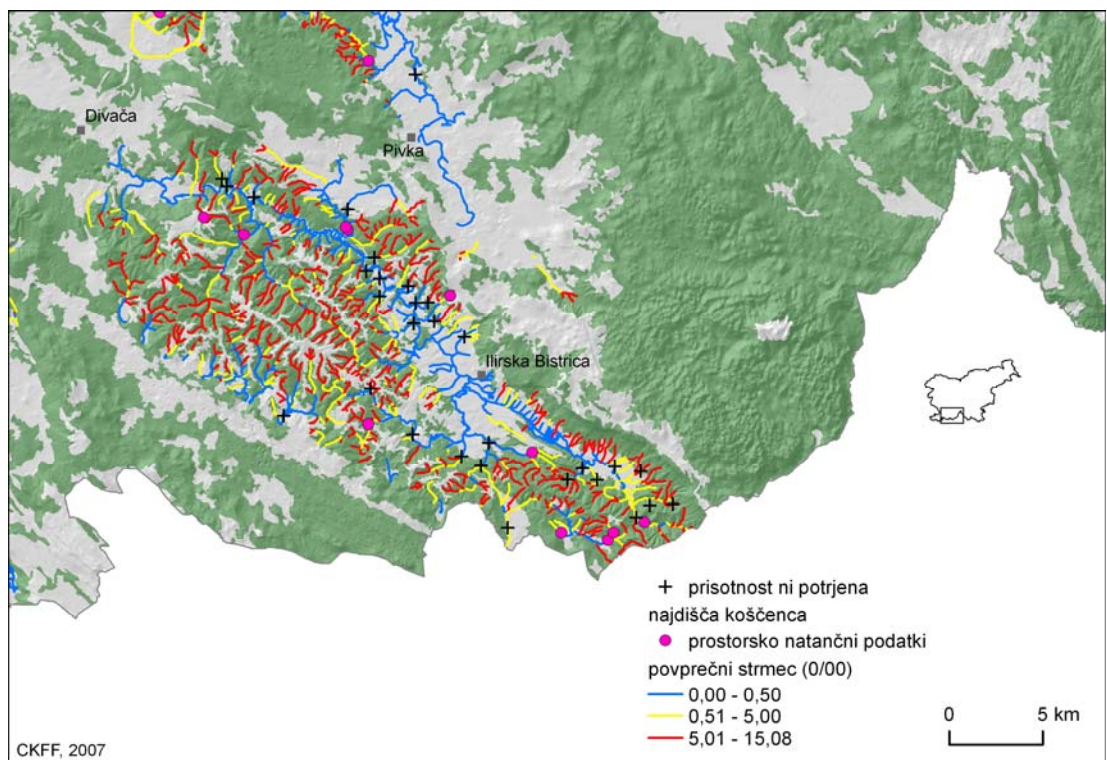 Divača
Pivka
Ilirska Bistrica
prisotnost ni potrjena
najdišča koščenca
prostorsko natančni podatki
povprečni strmec (0/00)
0,00 - 0,50
0,51 - 5,00
5,01 - 15,08
0 5 km
CKFF, 2007